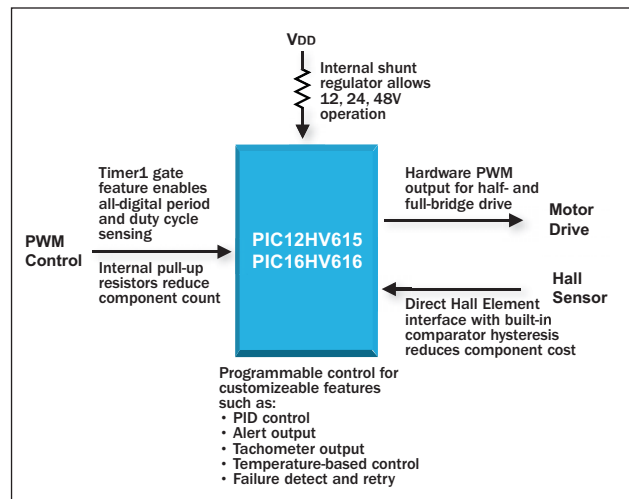 VDD
Internal shunt
regulator allows
12, 24, 48V
operation
Timer1 gate
feature enables
all-digital period
and duty cycle
sensing
PWM
Control
Internal pull-up
resistors reduce
component count
PIC12HV615
PIC16HV616
Hardware PWM
output for half- and
full-bridge drive
Motor
Drive
Hall
Sensor
Direct Hall Element
interface with built-in
comparator hysteresis
reduces component cost
Programmable control for
customizeable features
such as:
• PID control
• Alert output
• Tachometer output
• Temperature-based control
• Failure detect and retry